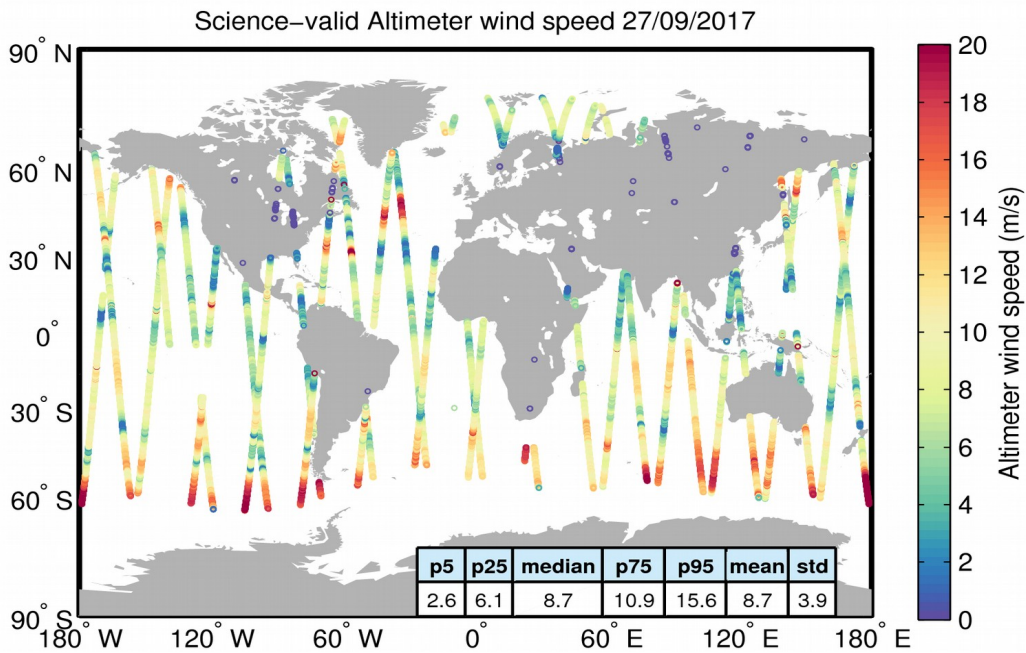 Science−valid Altimeter wind speed 27/09/2017
90° N
60° N
30° N
0°
30° S
60° S
90° S
180° W
120° W
60° W
0°
60° E
120° E
180° E
p5 p25 median p75 p95 mean std
2.6 6.1 8.7 10.9 15.6 8.7 3.9
20
18
16
14
12
10
8
6
4
2
0
Altimeter wind speed (m/s)